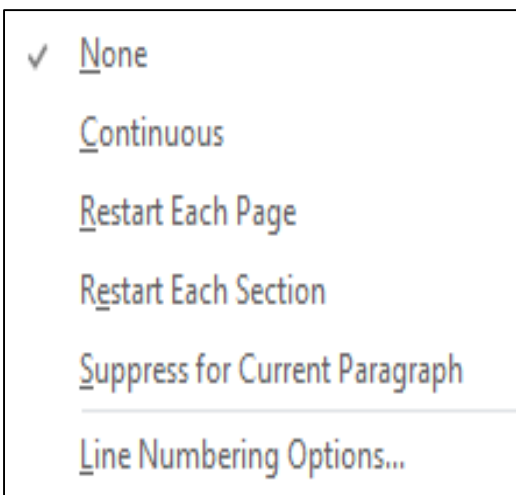 None
Continuous
Restart Each Page
Restart Each Section
Suppress for Current Paragraph
Line Numbering Options...